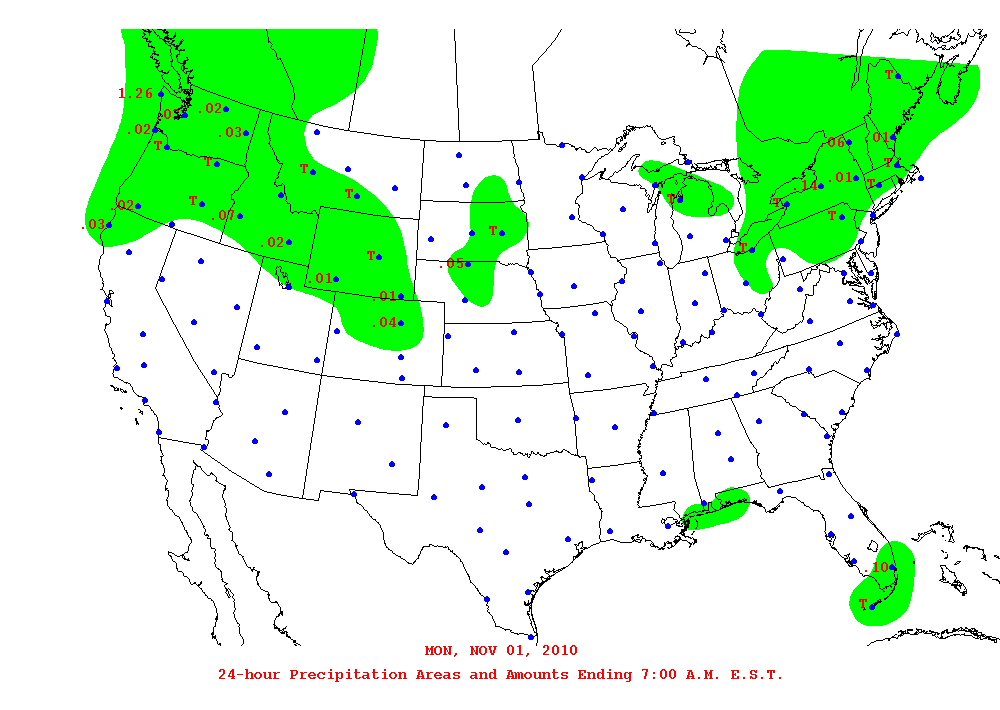 T
1.26
.02
.02
.03
.06
.01
T
T
T
T
.01
.14
T
T
T
T
.02
T
T
.07
.03
T
T
.02
T
T
.05
.01
.01
.04
.10
T
MON, NOV 01, 2010
24-hour Precipitation Areas and Amounts Ending 7:00 A.M. E.S.T.